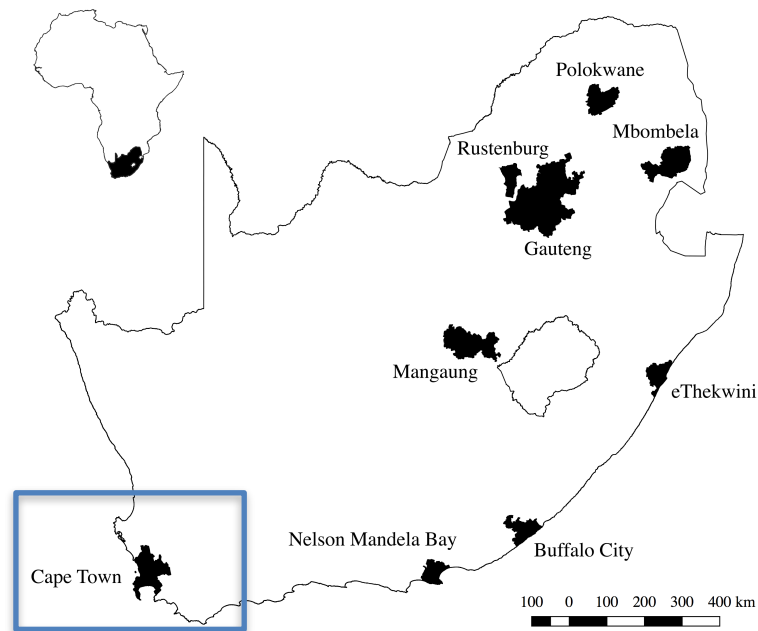 Polokwane
Mbombela
Rustenburg
Gauteng
Mangaung
eThekwini
Nelson Mandela Bay
Buffalo City
Cape Town
100 0 100 200 300 400 km